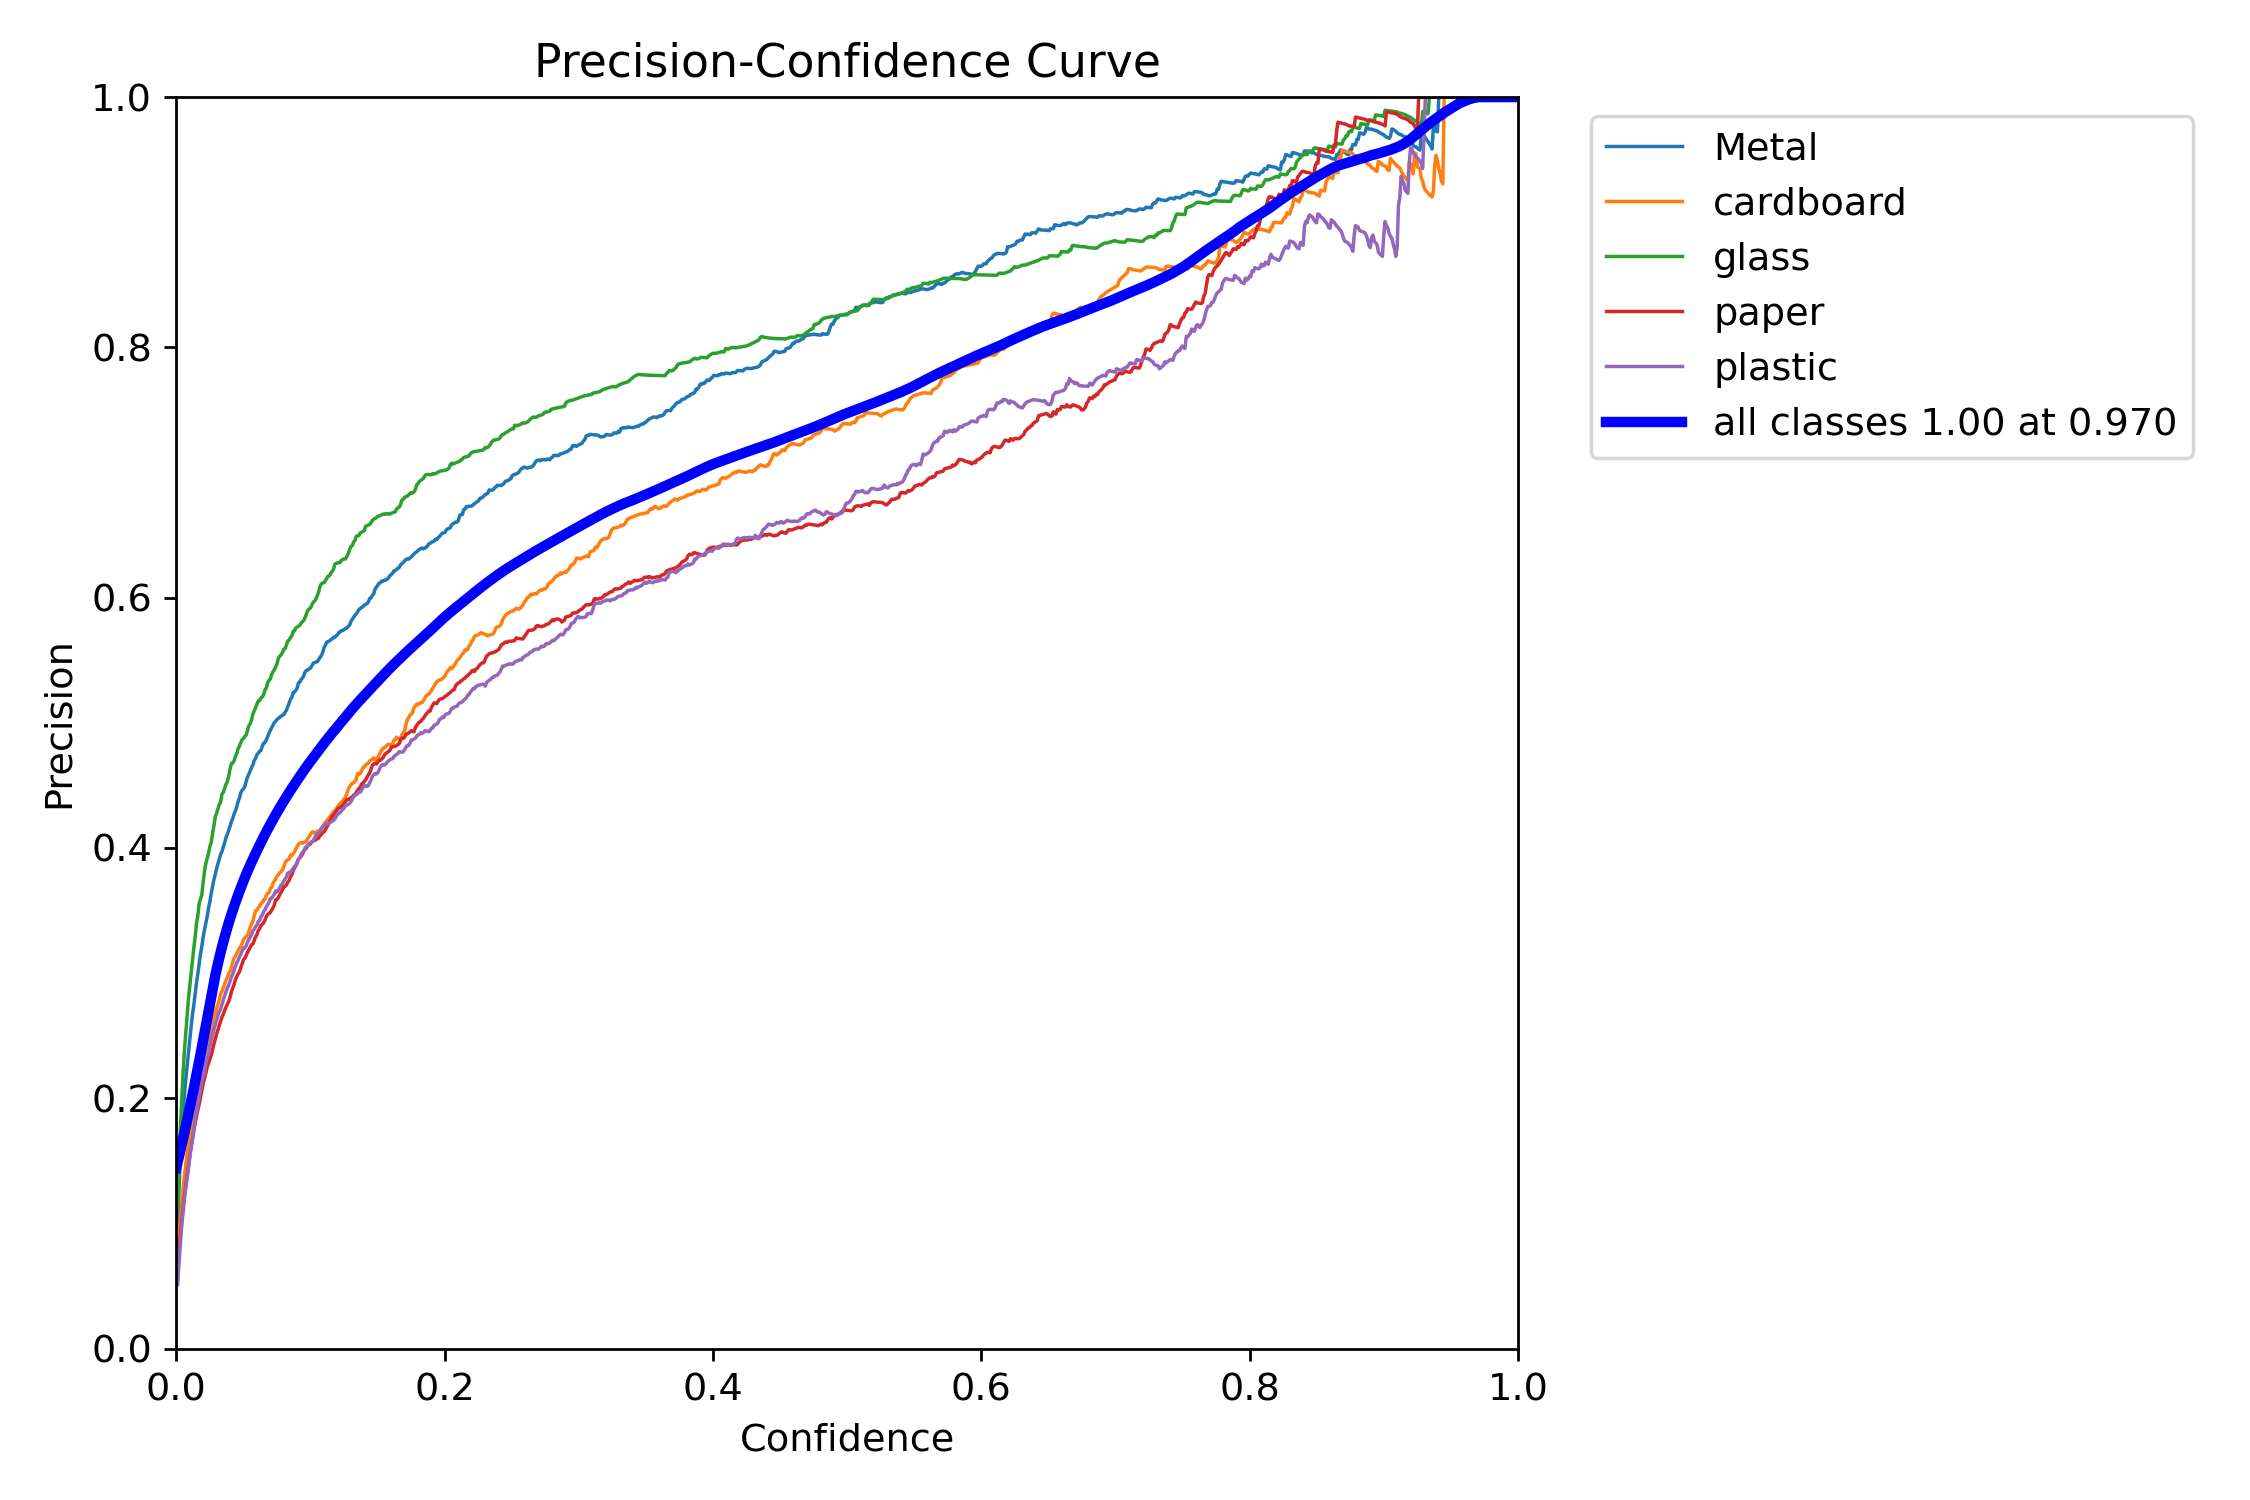 Precision-Confidence Curve
1.0
0.8
0.6
0.4
0.2
0.0
Precision
0.0 0.2 0.4 0.6 0.8 1.0
Confidence
Metal
cardboard
glass
paper
plastic
all classes 1.00 at 0.970